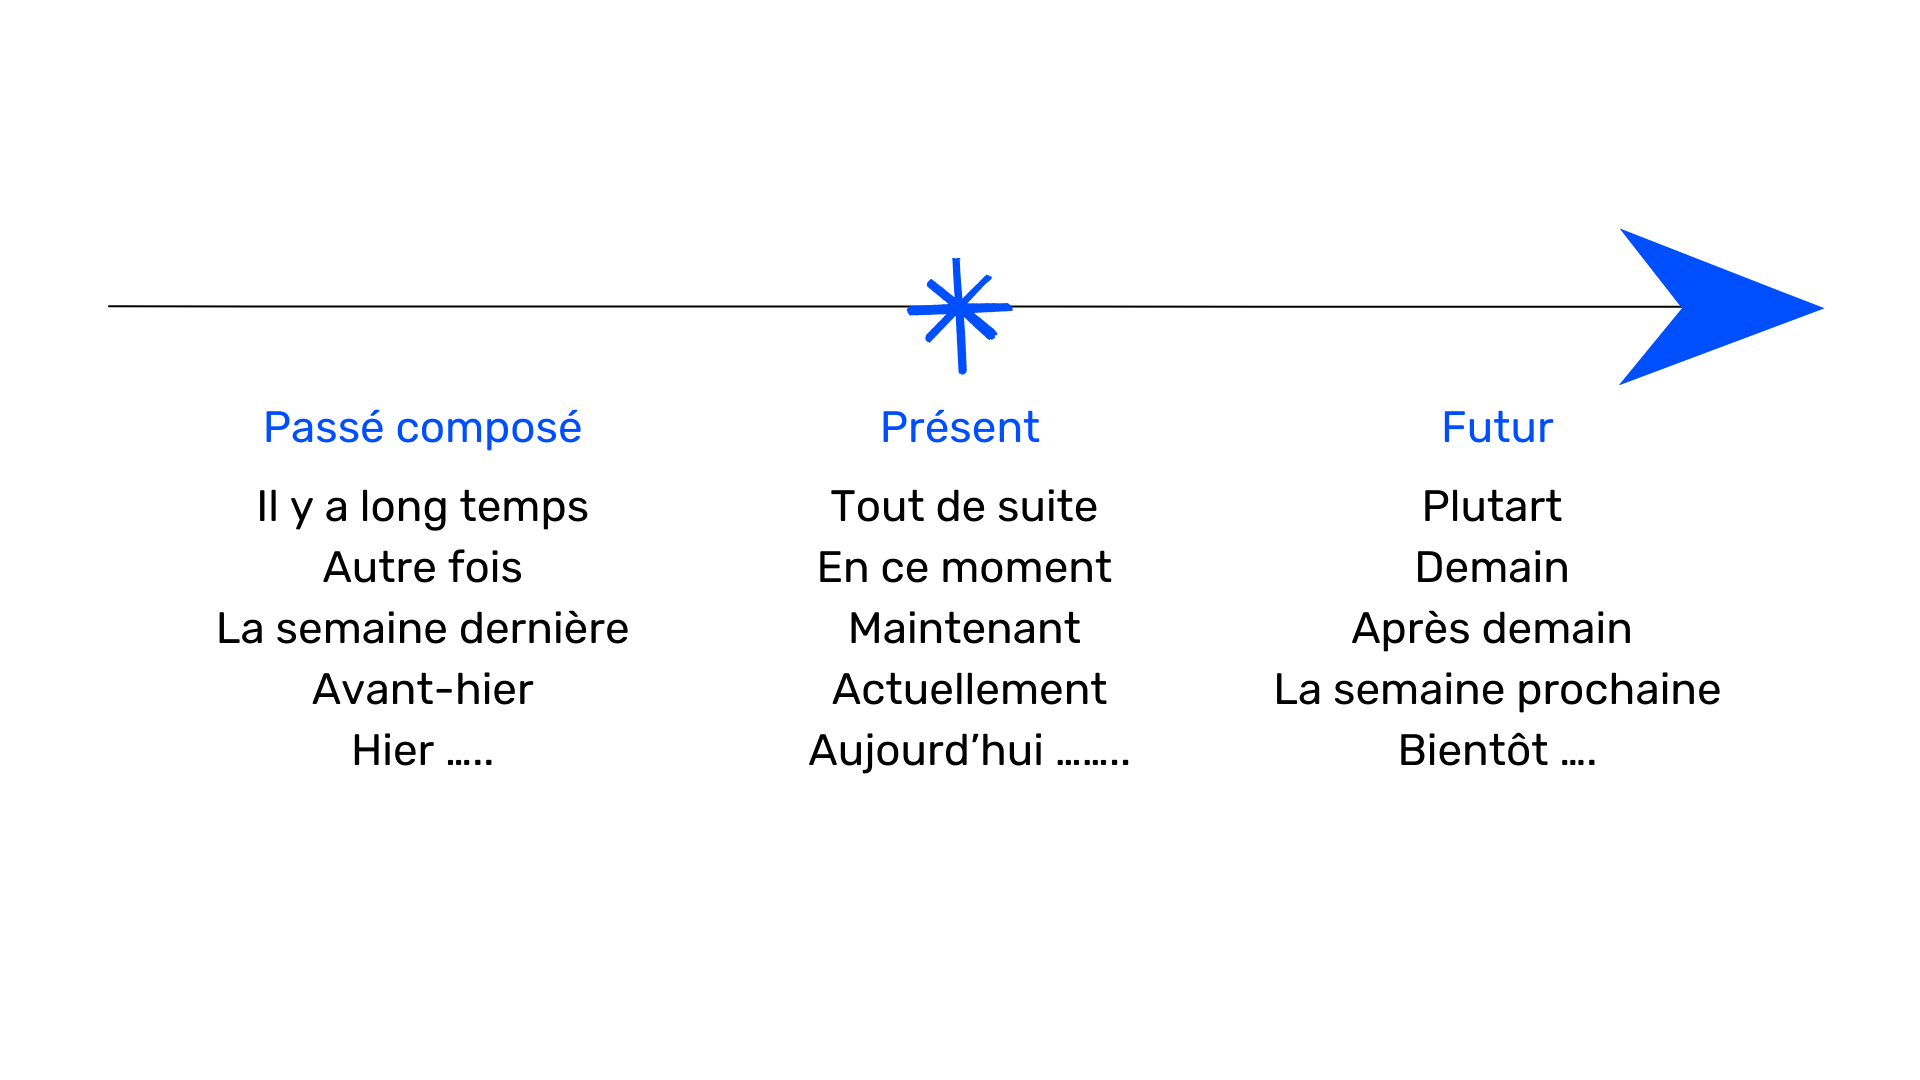 Passé composé
Il y a long temps
Autre fois
La semaine dernière
Avant-hier
Hier .....
Présent
Tout de suite
En ce moment
Maintenant
Actuellement
Aujourd’hui ........
Futur
Plutart
Demain
Après demain
La semaine prochaine
Bientôt ....